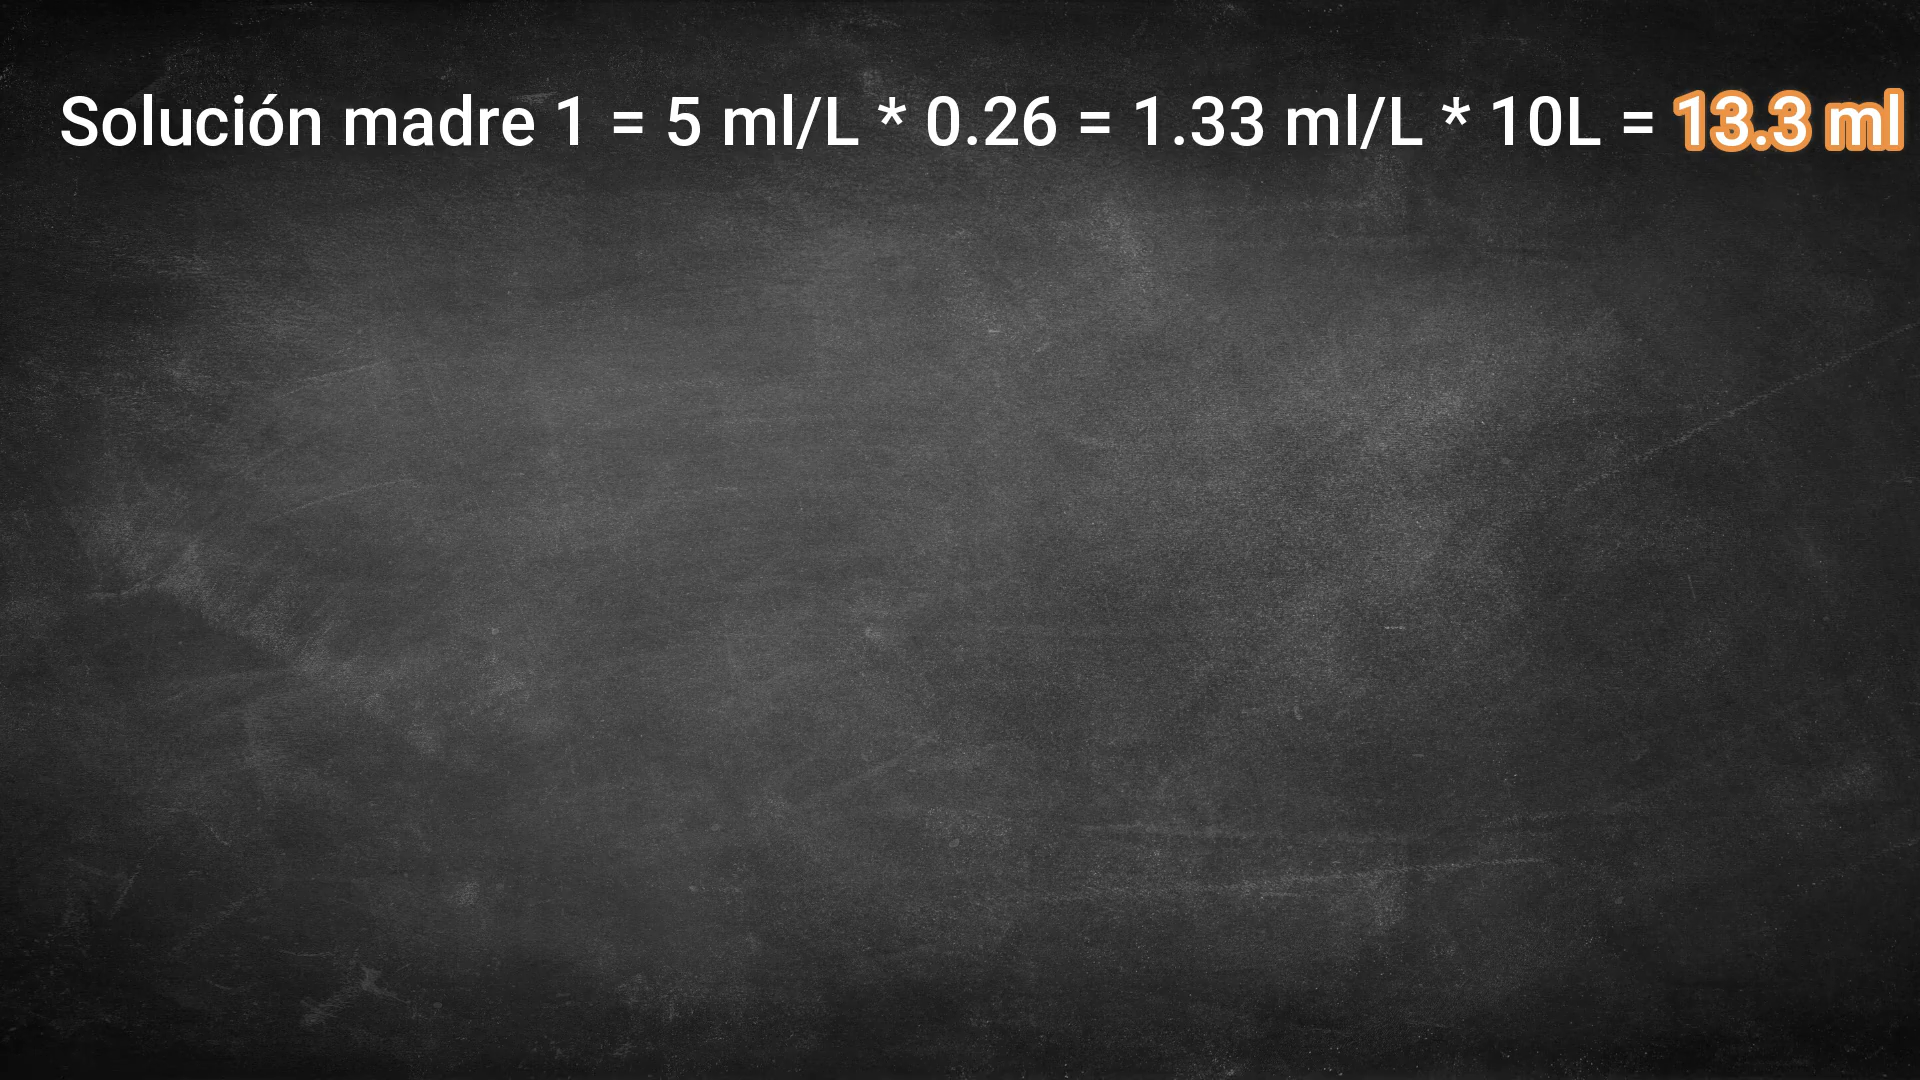 Solución madre 1 = 5 ml/L * 0.26 = 1.33 ml/L * 10L = 13.3 ml